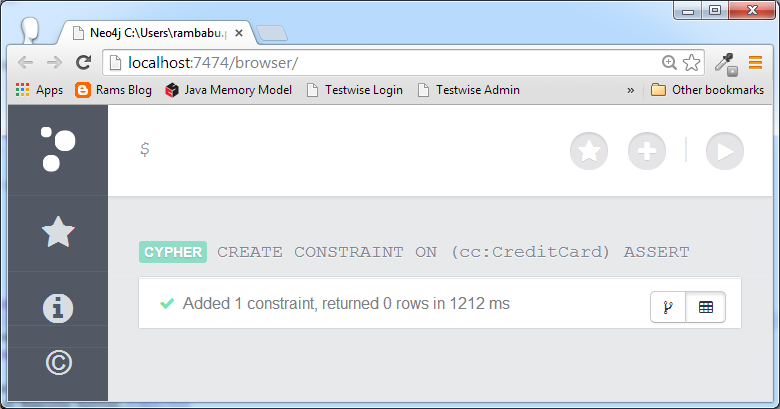 Neo4j C:\Users\rambabu.
localhost:7474/browser/
Apps Rams Blog Java Memory Model Testwise Login Testwise Admin » Other bookmarks
$
CYPHER CREATE CONSTRAINT ON (cc:CreditCard) ASSERT
Added 1 constraint, returned 0 rows in 1212 ms